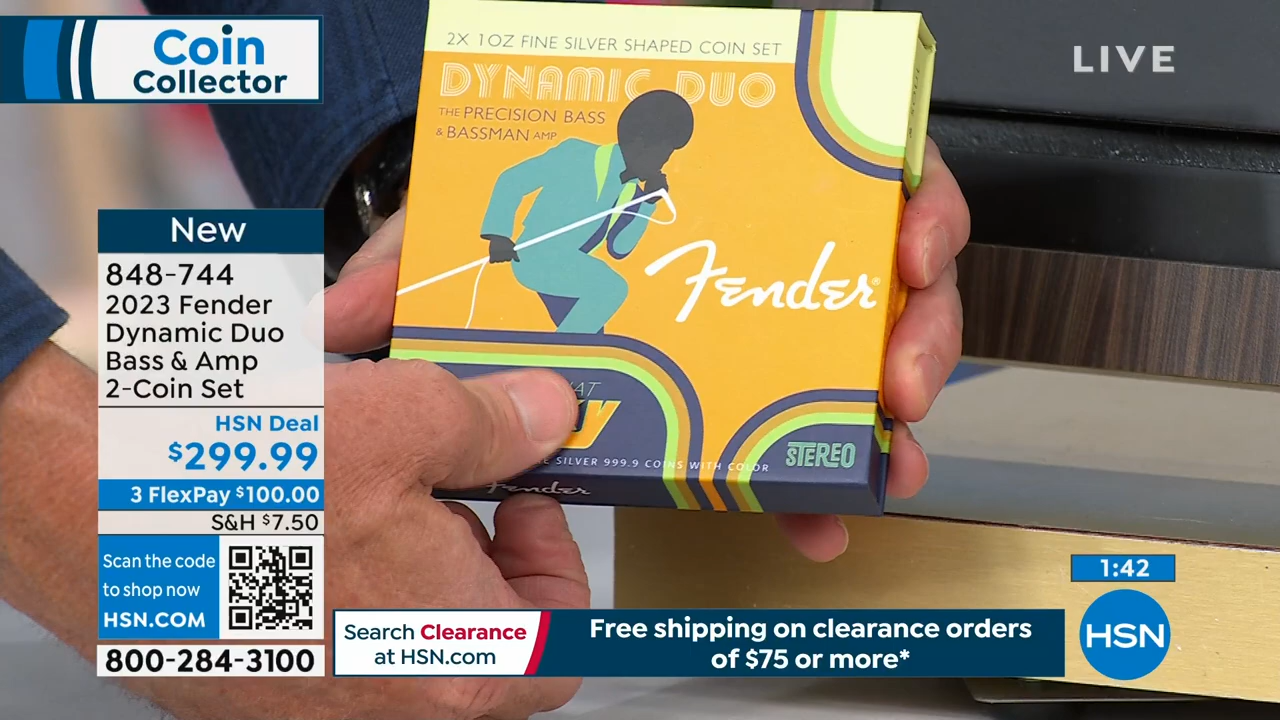 Coin
Collector
LIVE
2X 1OZ FINE SILVER SHAPED COIN SET
DYNAMIC DUO
THE PRECISION BASS
& BASSMAN AMP
Fender®
STEREO
SILVER 999.9 COINS WITH COLOR
Fender
New
848-744
2023 Fender
Dynamic Duo
Bass & Amp
2-Coin Set
HSN Deal
$299.99
3 FlexPay $100.00
S&H $7.50
Scan the code
to shop now
HSN.COM
800-284-3100
Search Clearance
at HSN.com
Free shipping on clearance orders
of $75 or more*
1:42
HSN